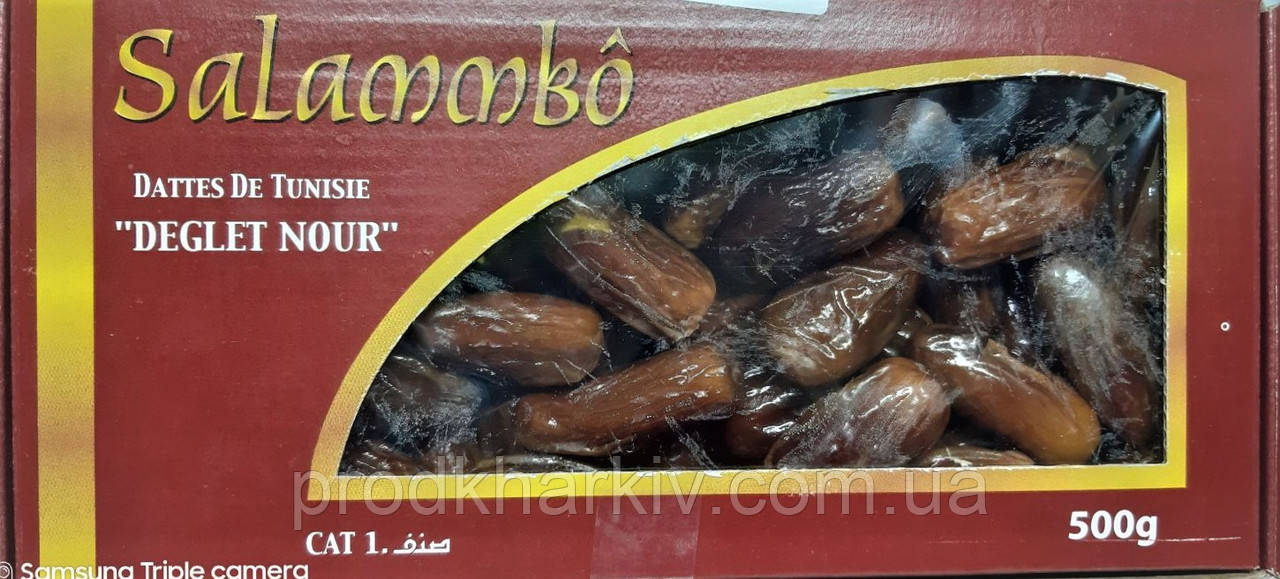 Salammbô
DATTES DE TUNISIE
"DEGLET NOUR"
prodkharkiv.com.ua
500g
CAT 1. صنف
Samsung Triple camera